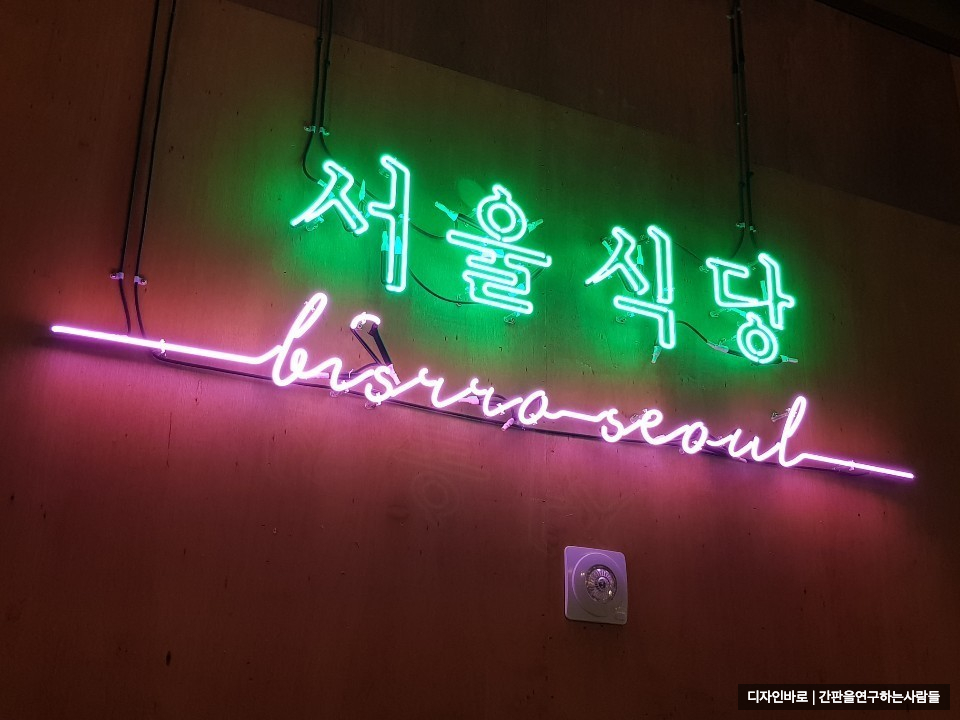 서울식당
bisrro seoul
디자인바로 | 간판을연구하는사람들